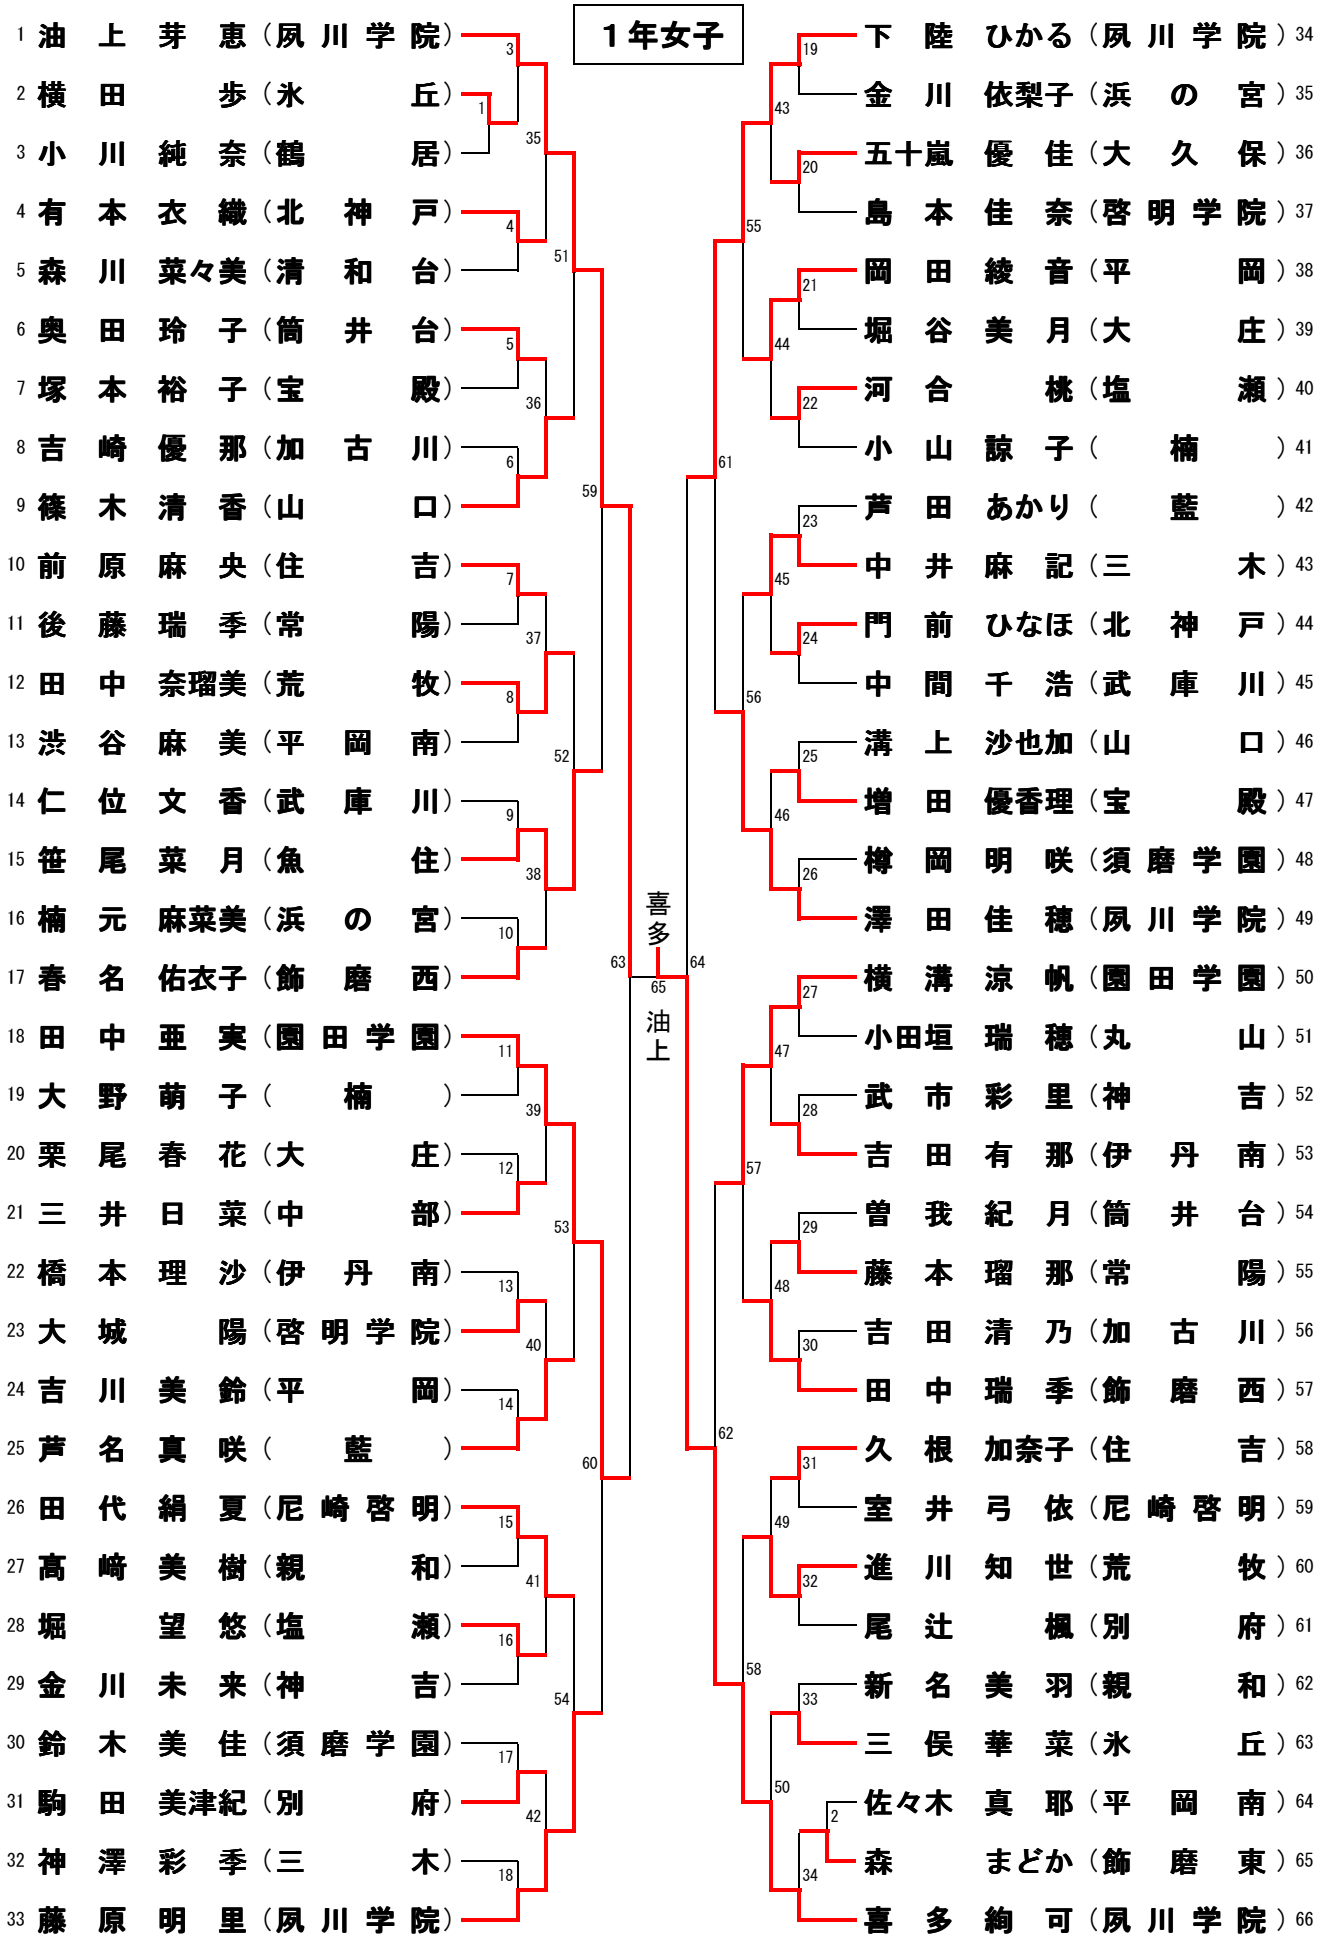 １年女子
1 油上芽恵（夙川学院）
2 横田歩（氷丘）
3 小川純奈（鶴居）
4 有本衣織（北神戸）
5 森川菜々美（清和台）
6 奥田玲子（筒井台）
7 塚本裕子（宝殿）
8 吉崎優那（加古川）
9 篠木清香（山口）
10 前原麻央（住吉）
11 後藤瑞季（常陽）
12 田中奈瑠美（荒牧）
13 渋谷麻美（平岡南）
14 仁位文香（武庫川）
15 笹尾菜月（魚住）
16 楠元麻菜美（浜の宮）
17 春名佑衣子（飾磨西）
18 田中亜実（園田学園）
19 大野萌子（楠）
20 栗尾春花（大庄）
21 三井日菜（中部）
22 橋本理沙（伊丹南）
23 大城陽（啓明学院）
24 吉川美鈴（平岡）
25 芦名真咲（藍）
26 田代絹夏（尼崎啓明）
27 髙﨑美樹（親和）
28 堀望悠（塩瀬）
29 金川未来（神吉）
30 鈴木美佳（須磨学園）
31 駒田美津紀（別府）
32 神澤彩季（三木）
33 藤原明里（夙川学院）
3
1
35
4
51
5
36
6
59
7
37
8
52
9
38
10
63
11
39
12
53
13
40
14
60
15
41
16
54
17
42
18
喜多
65
油上
19
43
20
55
21
44
22
61
23
45
24
56
25
46
26
64
27
47
28
57
29
48
30
62
31
49
32
58
33
50
2
34
下陸ひかる（夙川学院）34
金川依梨子（浜の宮）35
五十嵐優佳（大久保）36
島本佳奈（啓明学院）37
岡田綾音（平岡）38
堀谷美月（大庄）39
河合桃（塩瀬）40
小山諒子（楠）41
芦田あかり（藍）42
中井麻記（三木）43
門前ひなほ（北神戸）44
中間千浩（武庫川）45
溝上沙也加（山口）46
増田優香理（宝殿）47
樽岡明咲（須磨学園）48
澤田佳穂（夙川学院）49
横溝涼帆（園田学園）50
小田垣瑞穂（丸山）51
武市彩里（神吉）52
吉田有那（伊丹南）53
曽我紀月（筒井台）54
藤本瑠那（常陽）55
吉田清乃（加古川）56
田中瑞季（飾磨西）57
久根加奈子（住吉）58
室井弓依（尼崎啓明）59
進川知世（荒牧）60
尾辻楓（別府）61
新名美羽（親和）62
三俣華菜（氷丘）63
佐々木真耶（平岡南）64
森まどか（飾磨東）65
喜多絢可（夙川学院）66